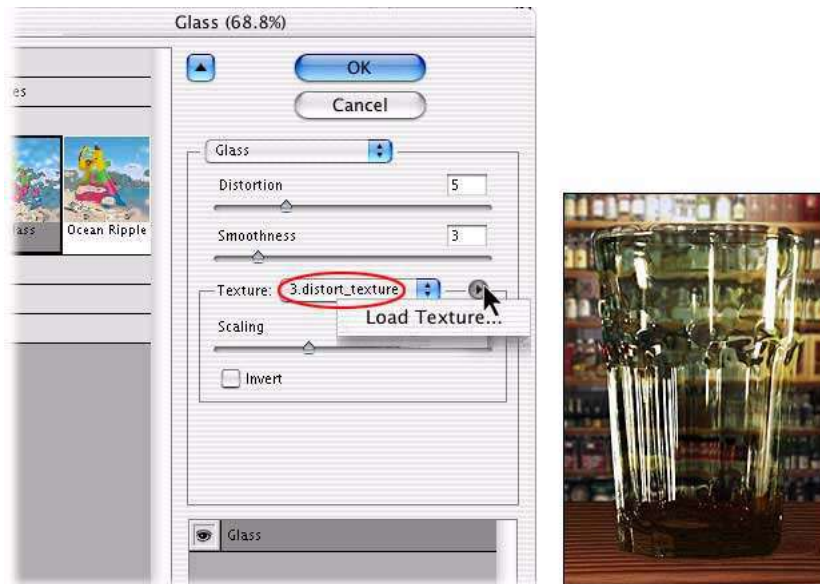 Glass (68.8%)
OK
Cancel
es
Glass
Distortion
5
ass
Ocean Ripple
Smoothness
3
Texture:
3.distort_texture
Load Texture...
Scaling
Invert
Glass